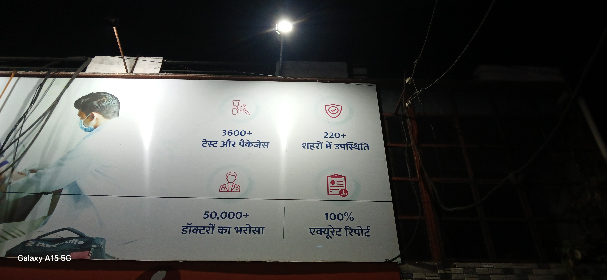 3600+
टेस्ट और पैकेजेस
220+
शहरों में उपस्थिति
50,000+
डॉक्टरों का भरोसा
100%
एक्यूरेट रिपोर्ट
Galaxy A15 5G